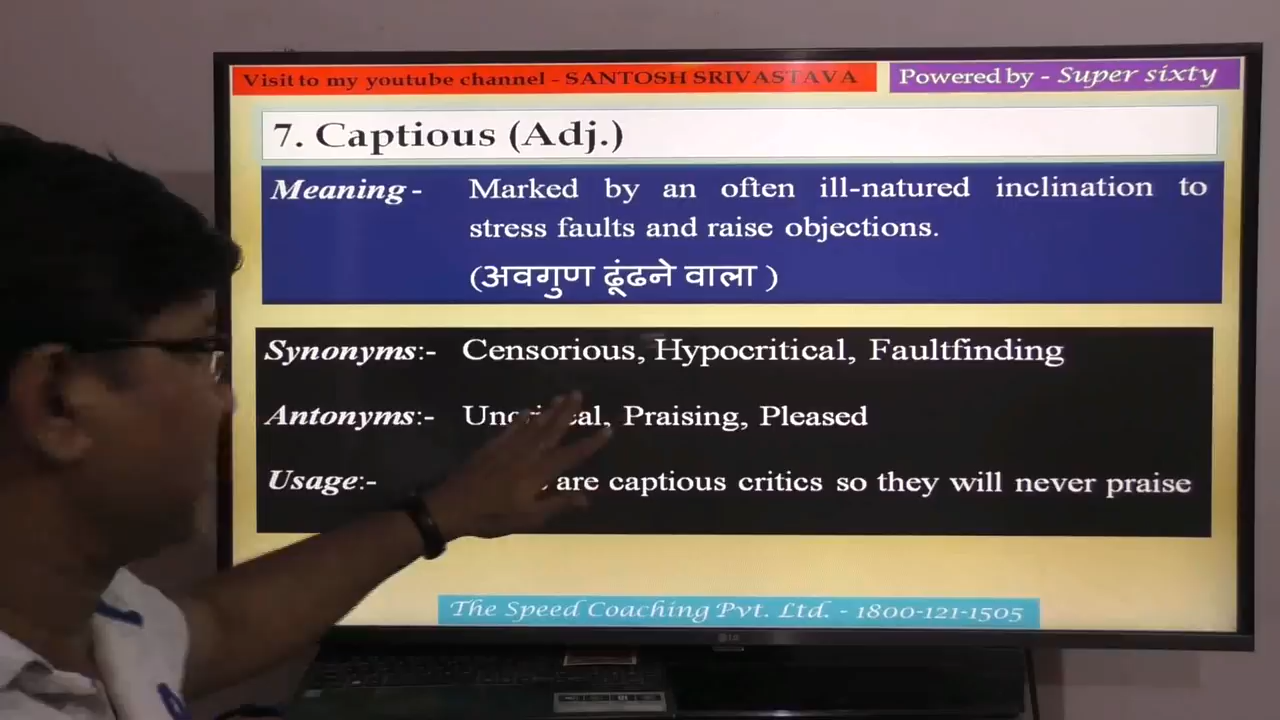 Visit to my youtube channel - SANTOSH SRIVASTAVA
Powered by - Super sixty
7. Captious (Adj.)
Meaning - Marked by an often ill-natured inclination to
stress faults and raise objections.
(अवगुण ढूंढने वाला )
Synonyms:- Censorious, Hypocritical, Faultfinding
Antonyms:- Praising, Pleased
Usage:- are captious critics so they will never praise
The Speed Coaching Pvt. Ltd. - 1800-121-1505
LG